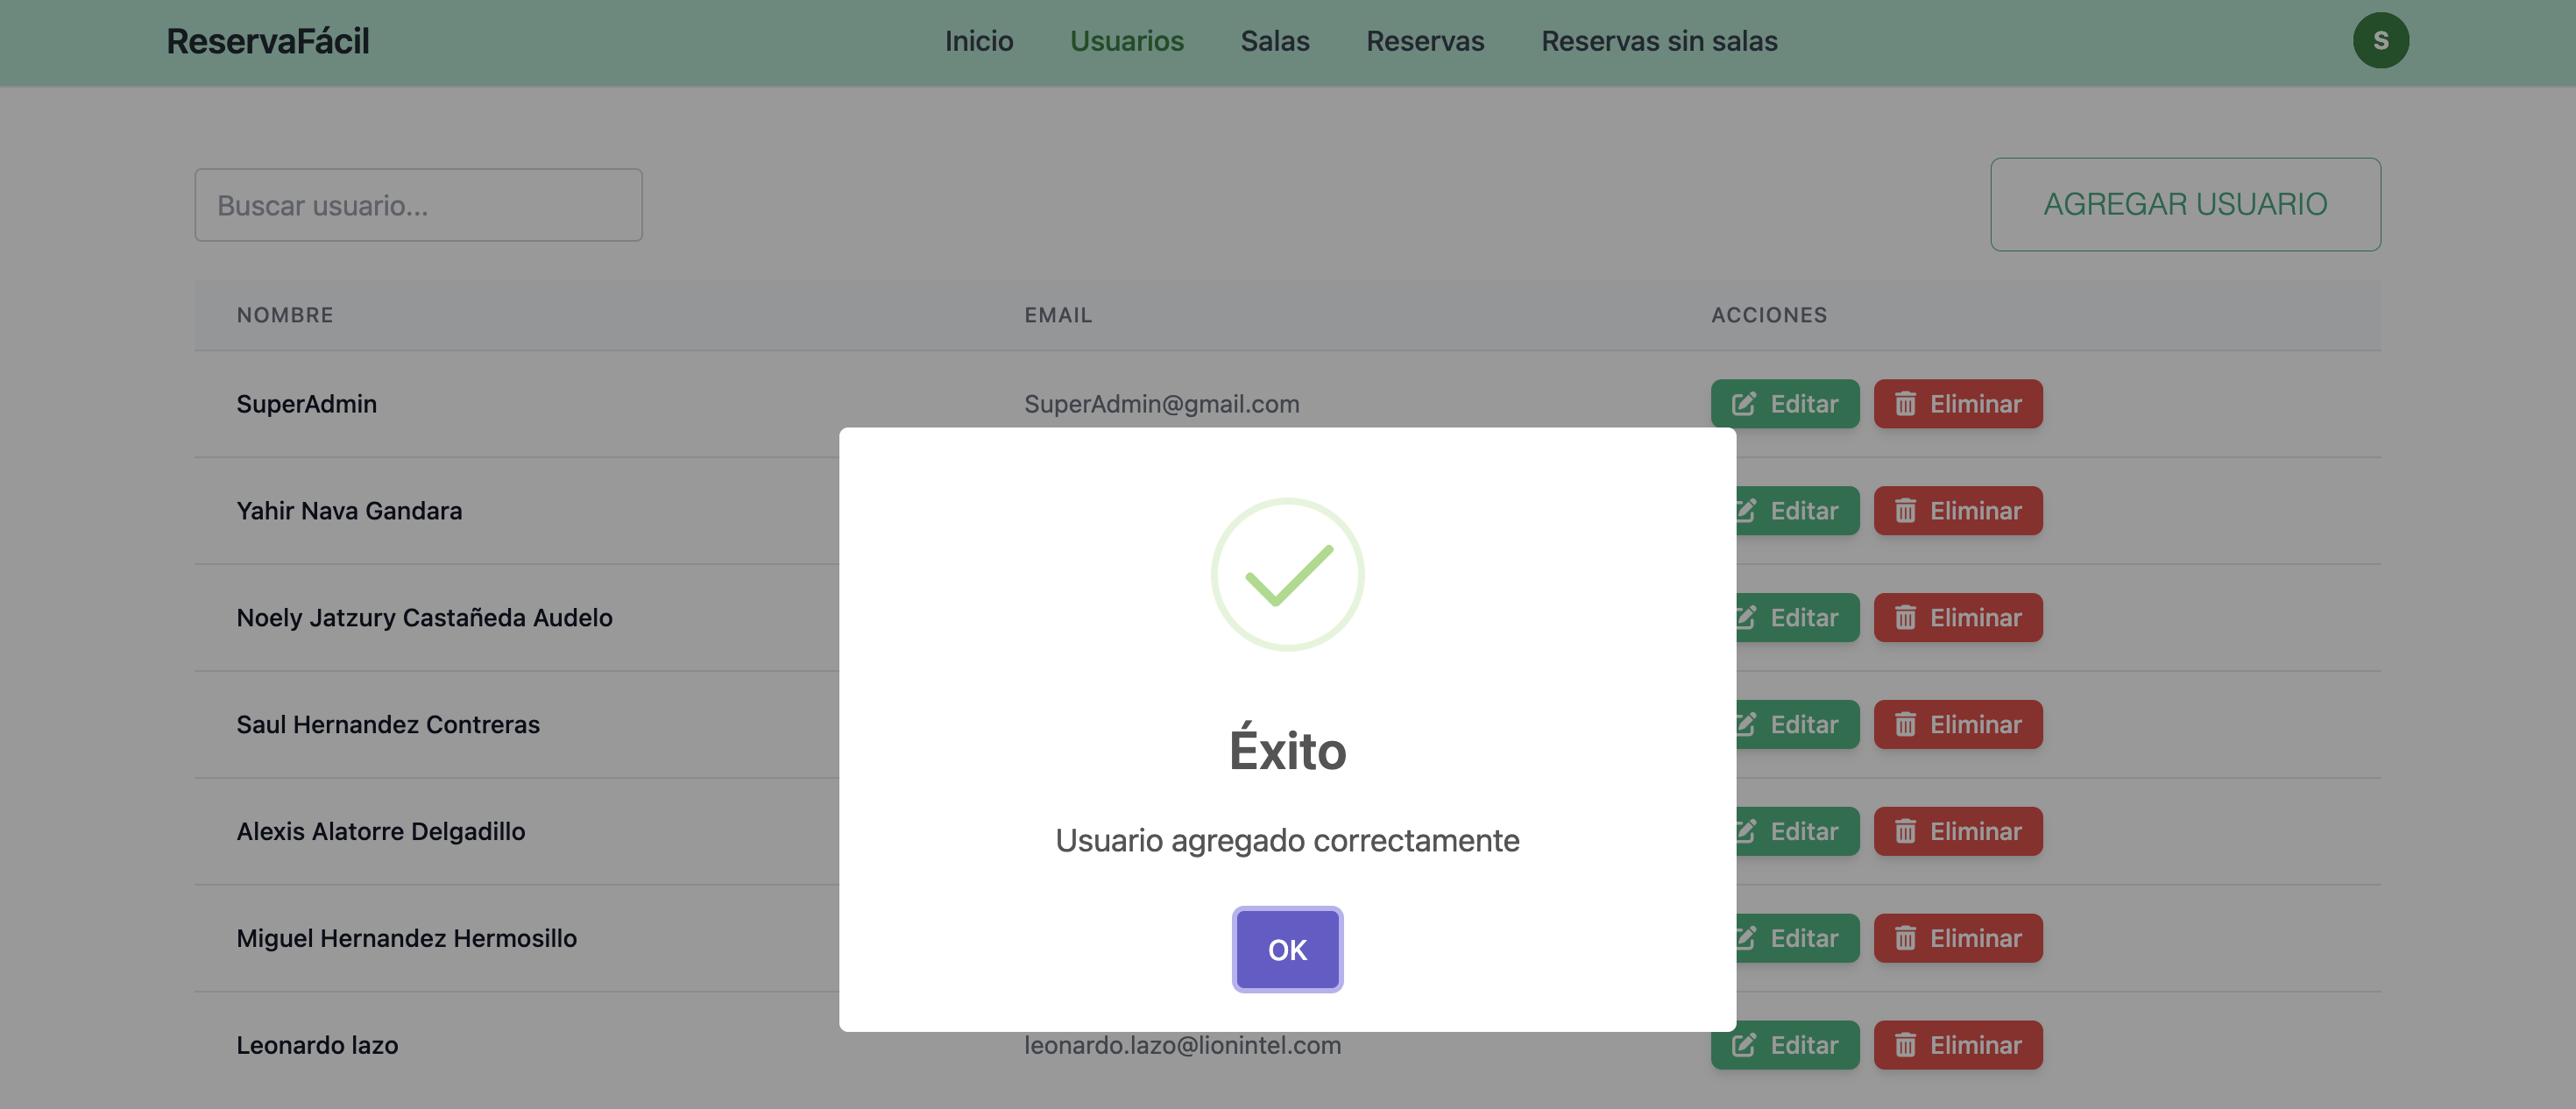 ReservaFácil Inicio Usuarios Salas Reservas Reservas sin salas S
Buscar usuario... AGREGAR USUARIO
NOMBRE EMAIL ACCIONES
SuperAdmin SuperAdmin@gmail.com Editar Eliminar
Yahir Nava Gandara Editar Eliminar
Noely Jatzury Castañeda Audelo Editar Eliminar
Saul Hernandez Contreras Editar Eliminar
Alexis Alatorre Delgadillo Editar Eliminar
Miguel Hernandez Hermosillo Editar Eliminar
Leonardo lazo leonardo.lazo@lionintel.com Editar Eliminar
Éxito
Usuario agregado correctamente
OK